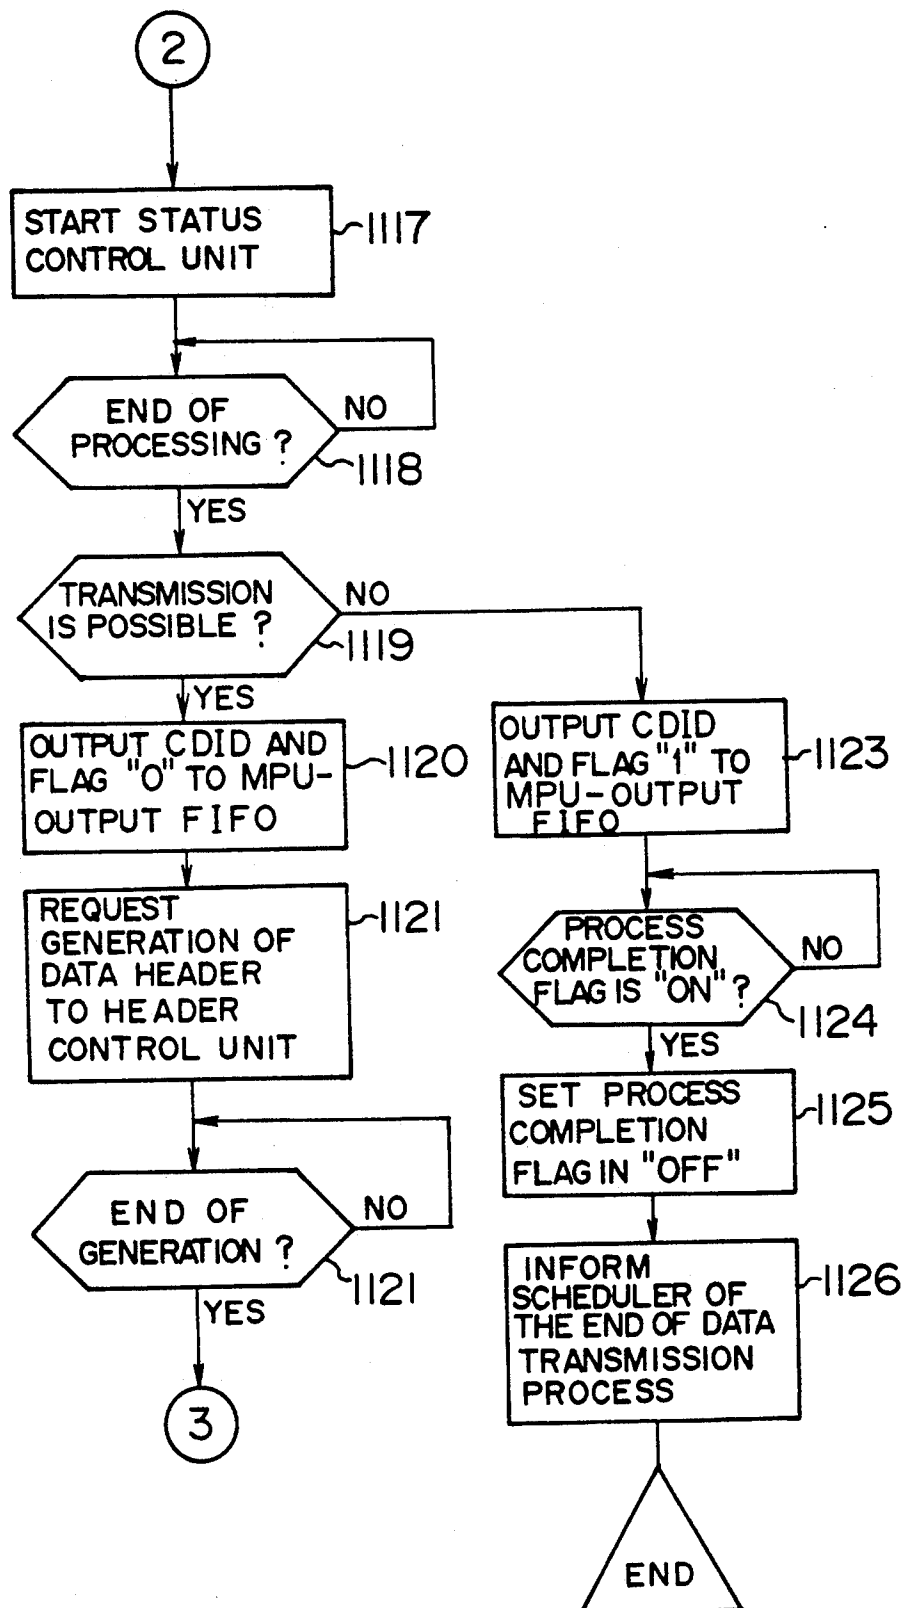 2
START STATUS
CONTROL UNIT
1117
END OF
PROCESSING ?
NO
1118
YES
TRANSMISSION
IS POSSIBLE ?
NO
1119
YES
OUTPUT CDID AND
FLAG "0" TO MPU-
OUTPUT FIFO
1120
REQUEST
GENERATION OF
DATA HEADER
TO HEADER
CONTROL UNIT
1121
END OF
GENERATION ?
NO
1121
YES
3
OUTPUT CDID
AND FLAG "1" TO
MPU-OUTPUT
FIFO
1123
PROCESS
COMPLETION
FLAG IS "ON" ?
NO
1124
YES
SET PROCESS
COMPLETION
FLAG IN "OFF"
1125
INFORM
SCHEDULER OF
THE END OF DATA
TRANSMISSION
PROCESS
1126
END